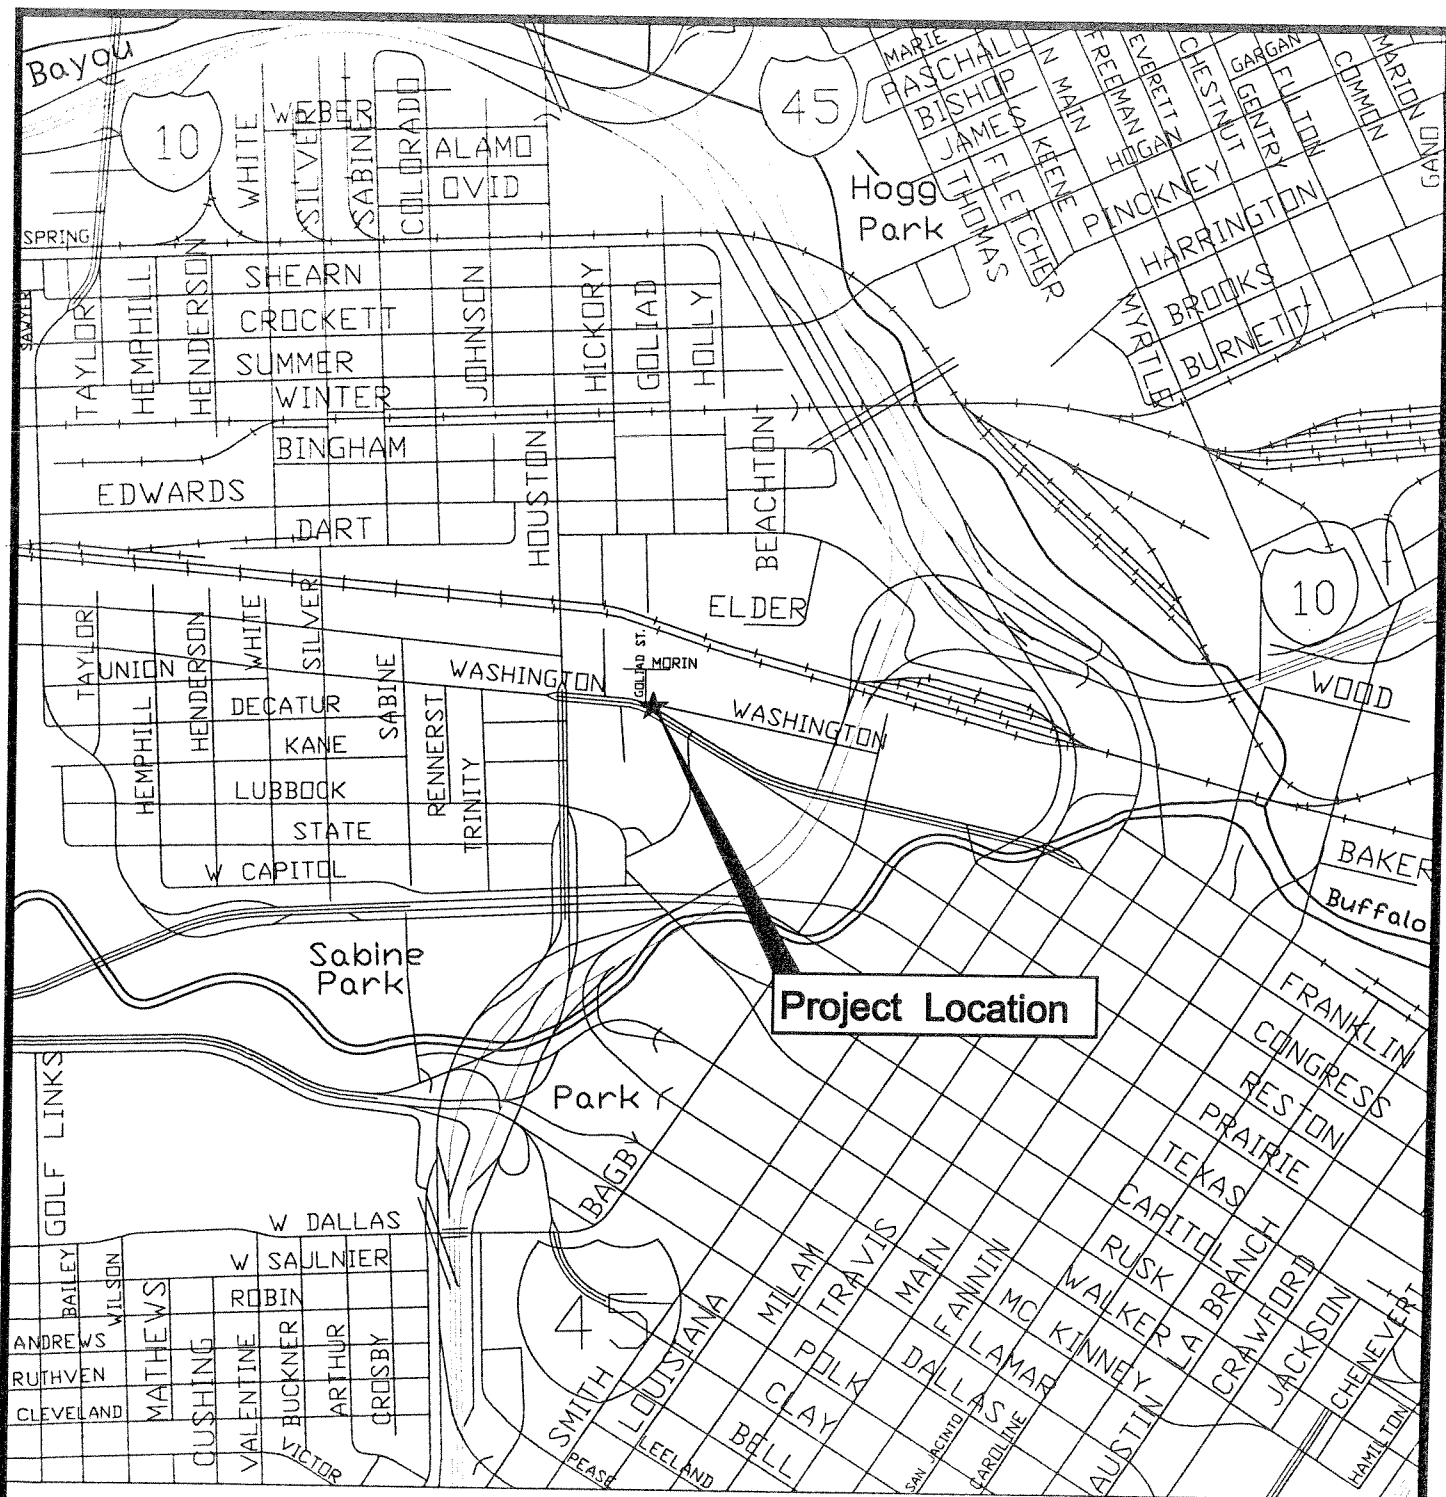 Bayou
10
45
WHITE
WEBER
SILVER
SABINE
COLORADO
ALAMO
OVID
Hogg
Park
MARIE
PASCHALL
BISHOP
JAMES
THOMAS
FLETCHER
KEENE
N MAIN
FREEMAN
EVERETT
HOGAN
CHESTNUT
GARGAN
GENTRY
FULTON
COMMON
MARION
GANO
PINCKNEY
HARRINGTON
BROOKS
BURNETT
MYRTLE
SPRING
SAWYER
TAYLOR
HEMPHILL
HENDERSON
SHEARN
CROCKETT
SUMMER
WINTER
JOHNSON
HICKORY
GOLIAD
HOLLY
BINGHAM
EDWARDS
DART
HOUSTON
BEACHTON
ELDER
10
TAYLOR
UNION
HEMPHILL
HENDERSON
WHITE
SILVER
SABINE
DECATUR
KANE
LUBBOCK
STATE
W CAPITOL
RENNERST
TRINITY
WASHINGTON
GOLIAD ST.
MORIN
WASHINGTON
WOOD
BAKER
Buffalo
Sabine
Park
Project Location
FRANKLIN
CONGRESS
RESTON
PRAIRIE
TEXAS
CAPITOL
RUSK
WALKER
MC KINNEY
LAMAR
DALLAS
POLK
CLAY
BELL
LEELAND
PEASE
Park
BAGBY
GOLF LINKS
W DALLAS
W SAULNIER
ROBIN
BAILEY
WILSON
ANDREWS
RUTHVEN
CLEVELAND
MATHEWS
CUSHING
VALENTINE
BUCKNER
ARTHUR
CROSBY
VICTOR
45
SMITH
LOUISIANA
MILAM
TRAVIS
MAIN
FANNIN
SAN JACINTO
CAROLINE
AUSTIN
LA BRANCH
CRAWFORD
JACKSON
CHENEVERT
HAMILTON